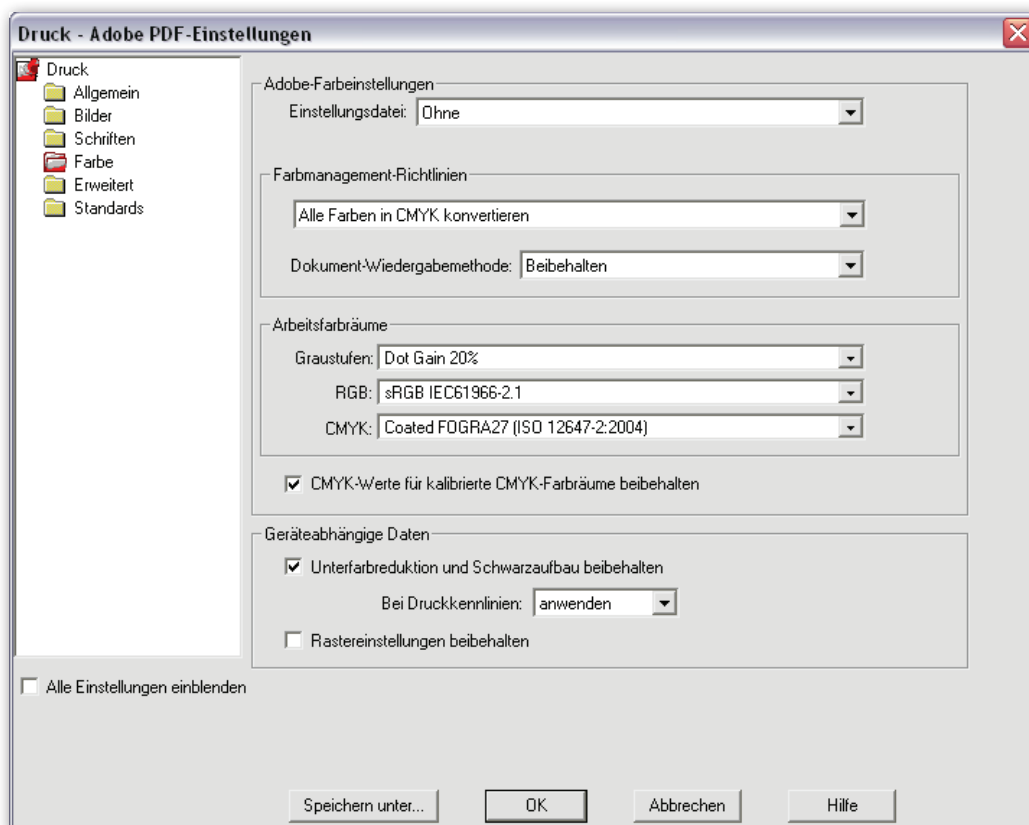 Druck - Adobe PDF-Einstellungen
Druck
Allgemein
Bilder
Schriften
Farbe
Erweitert
Standards
Alle Einstellungen einblenden
Adobe-Farbeinstellungen
Einstellungsdatei: Ohne
Farbmanagement-Richtlinien
Alle Farben in CMYK konvertieren
Dokument-Wiedergabemethode: Beibehalten
Arbeitsfarbräume
Graustufen: Dot Gain 20%
RGB: sRGB IEC61966-2.1
CMYK: Coated FOGRA27 (ISO 12647-2:2004)
CMYK-Werte für kalibrierte CMYK-Farbräume beibehalten
Geräteabhängige Daten
Unterfarbreduktion und Schwarzaufbau beibehalten
Bei Druckkennlinien: anwenden
Rastereinstellungen beibehalten
Speichern unter... OK Abbrechen Hilfe